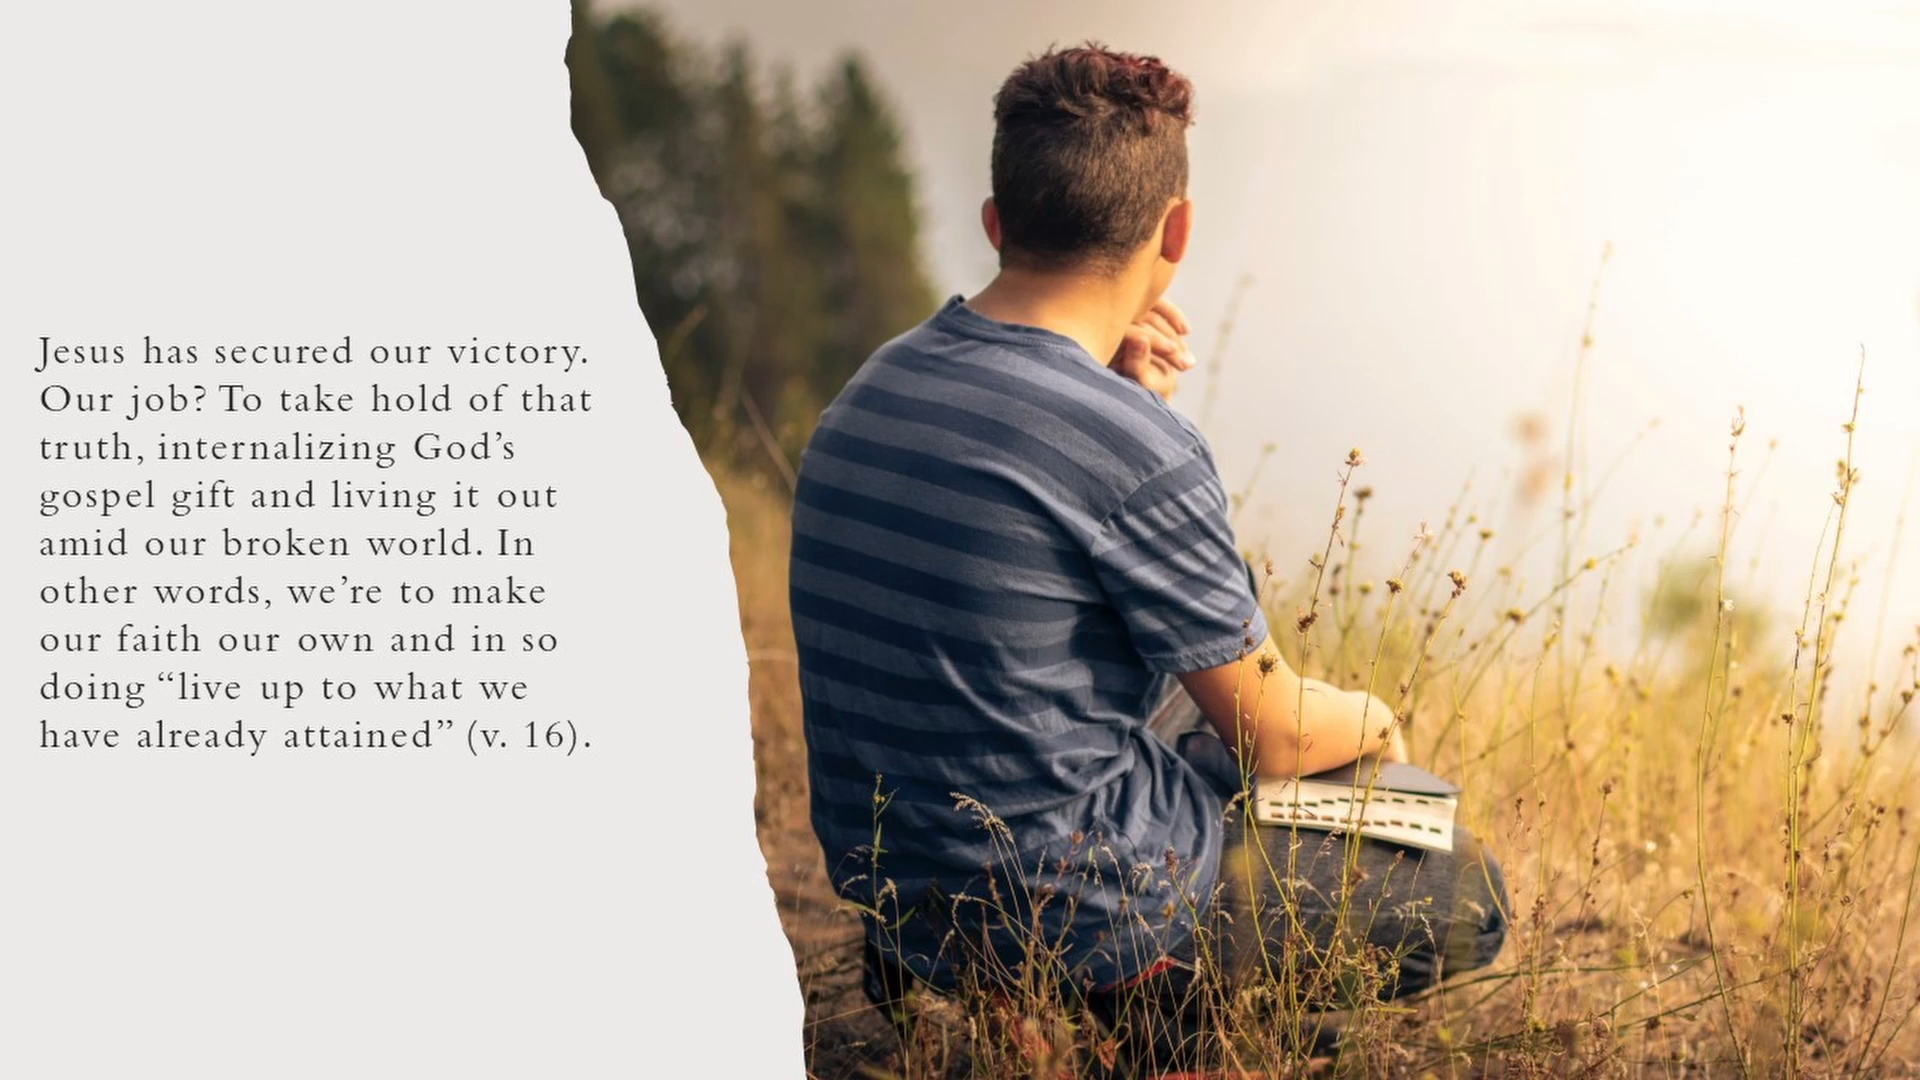 Jesus has secured our victory.
Our job? To take hold of that
truth, internalizing God’s
gospel gift and living it out
amid our broken world. In
other words, we’re to make
our faith our own and in so
doing “live up to what we
have already attained” (v. 16).